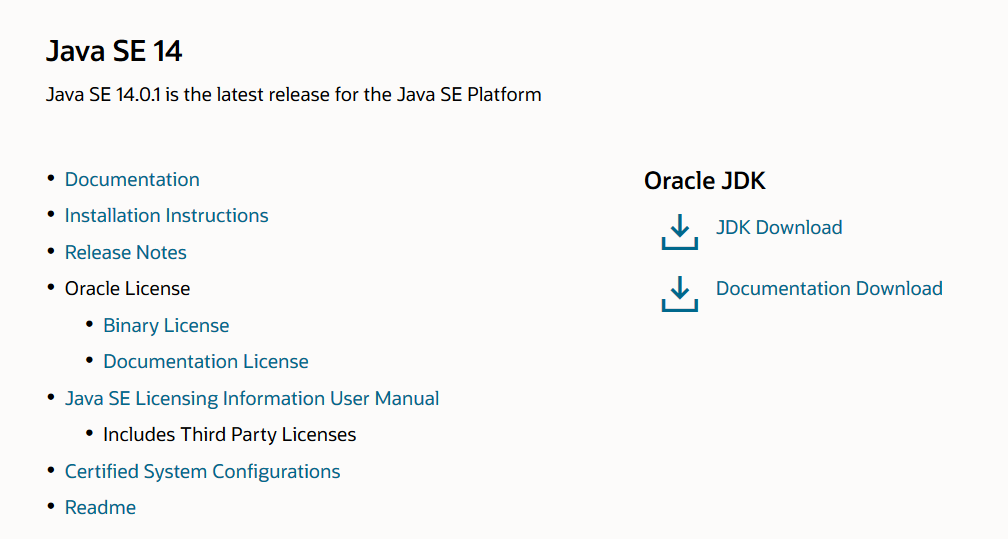 Java SE 14
Java SE 14.0.1 is the latest release for the Java SE Platform
• Documentation
• Installation Instructions
• Release Notes
• Oracle License
• Binary License
• Documentation License
• Java SE Licensing Information User Manual
• Includes Third Party Licenses
• Certified System Configurations
• Readme
Oracle JDK
JDK Download
Documentation Download